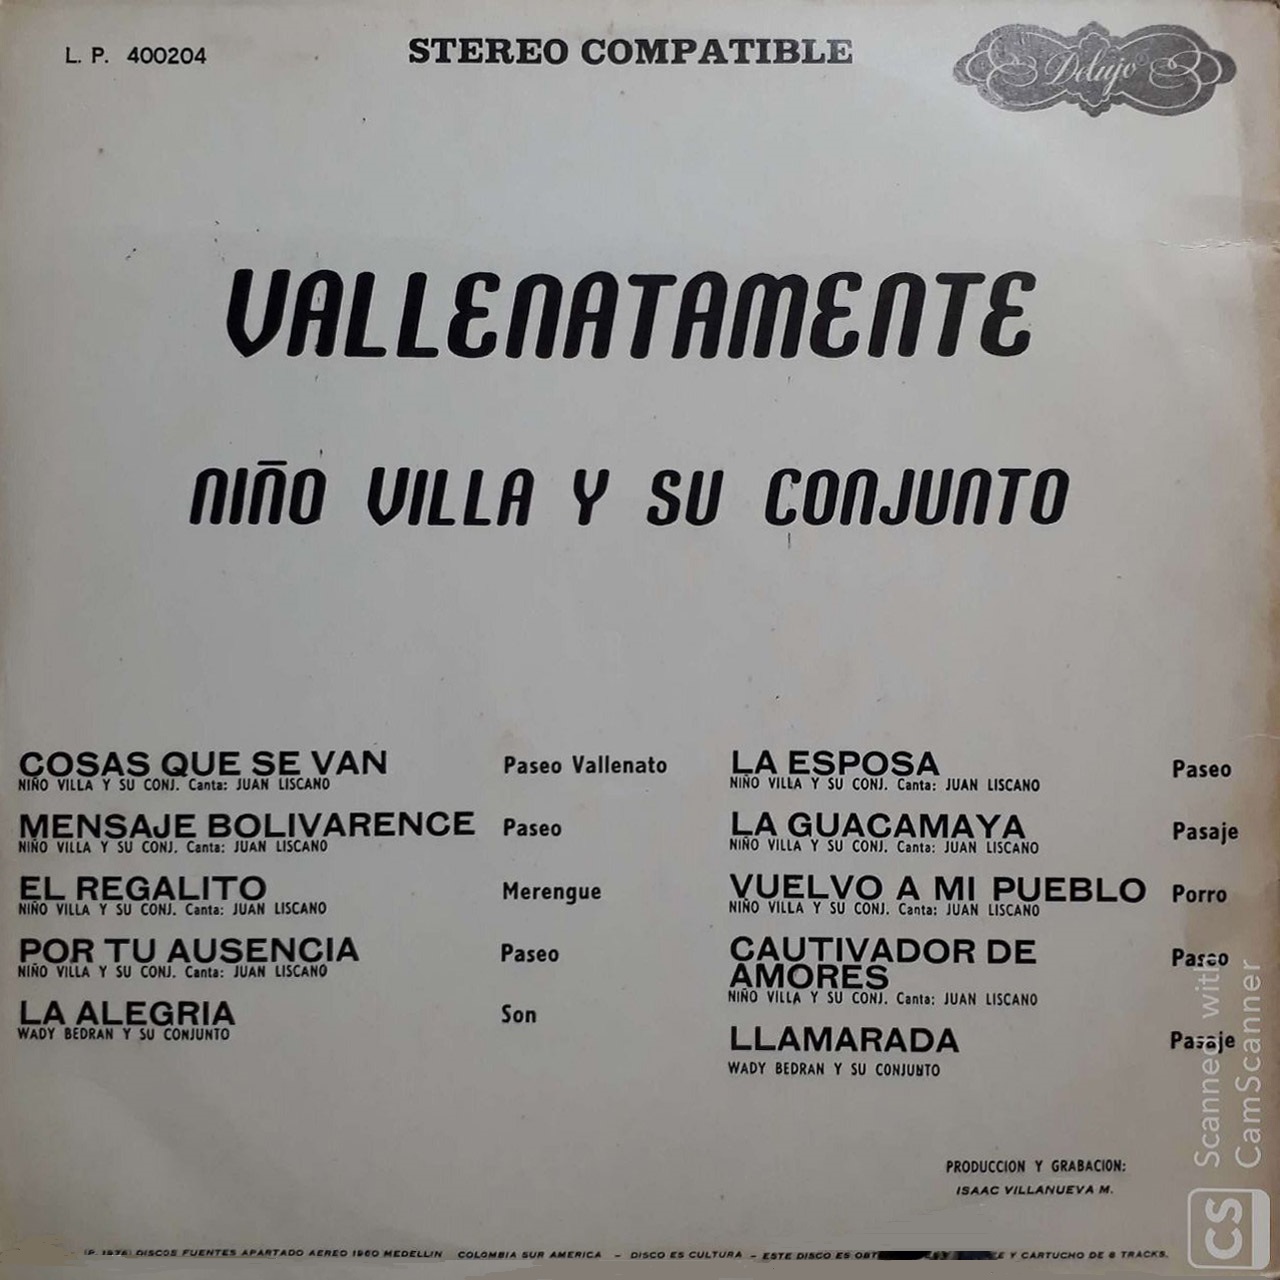 L. P. 400204
STEREO COMPATIBLE
Delujo
VALLENATAMENTE
NIÑO VILLA Y SU CONJUNTO
COSAS QUE SE VAN Paseo Vallenato
NIÑO VILLA Y SU CONJ. Canta: JUAN LISCANO
MENSAJE BOLIVARENCE Paseo
NIÑO VILLA Y SU CONJ. Canta: JUAN LISCANO
EL REGALITO Merengue
NIÑO VILLA Y SU CONJ. Canta: JUAN LISCANO
POR TU AUSENCIA Paseo
NIÑO VILLA Y SU CONJ. Canta: JUAN LISCANO
LA ALEGRIA Son
WADY BEDRAN Y SU CONJUNTO
LA ESPOSA Paseo
NIÑO VILLA Y SU CONJ. Canta: JUAN LISCANO
LA GUACAMAYA Pasaje
NIÑO VILLA Y SU CONJ. Canta: JUAN LISCANO
VUELVO A MI PUEBLO Porro
NIÑO VILLA Y SU CONJ. Canta: JUAN LISCANO
CAUTIVADOR DE Paseo
AMORES
NIÑO VILLA Y SU CONJ. Canta: JUAN LISCANO
LLAMARADA Pasaje
WADY BEDRAN Y SU CONJUNTO
PRODUCCION Y GRABACION:
ISAAC VILLANUEVA M.
DISCOS FUENTES APARTADO AEREO 1960 MEDELLIN COLOMBIA SUR AMERICA - DISCO ES CULTURA - ESTE DISCO ES Y CARTUCHO DE 8 TRACKS.
Scanned with
CamScanner
CS